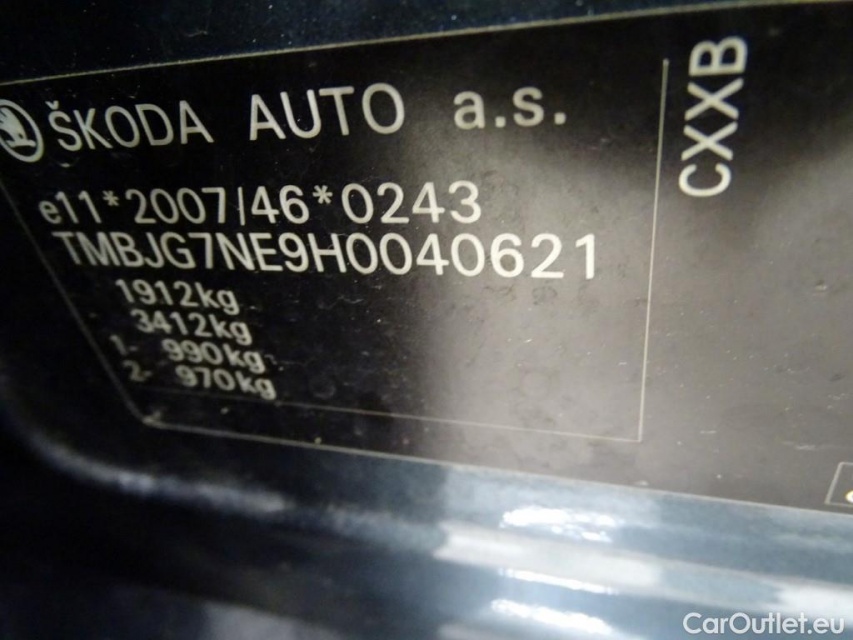 ŠKODA AUTO a.s.
e11*2007/46*0243
TMBJG7NE9H0040621
1912kg
3412kg
1- 990kg
2- 970kg
CXXB
CarOutlet.eu